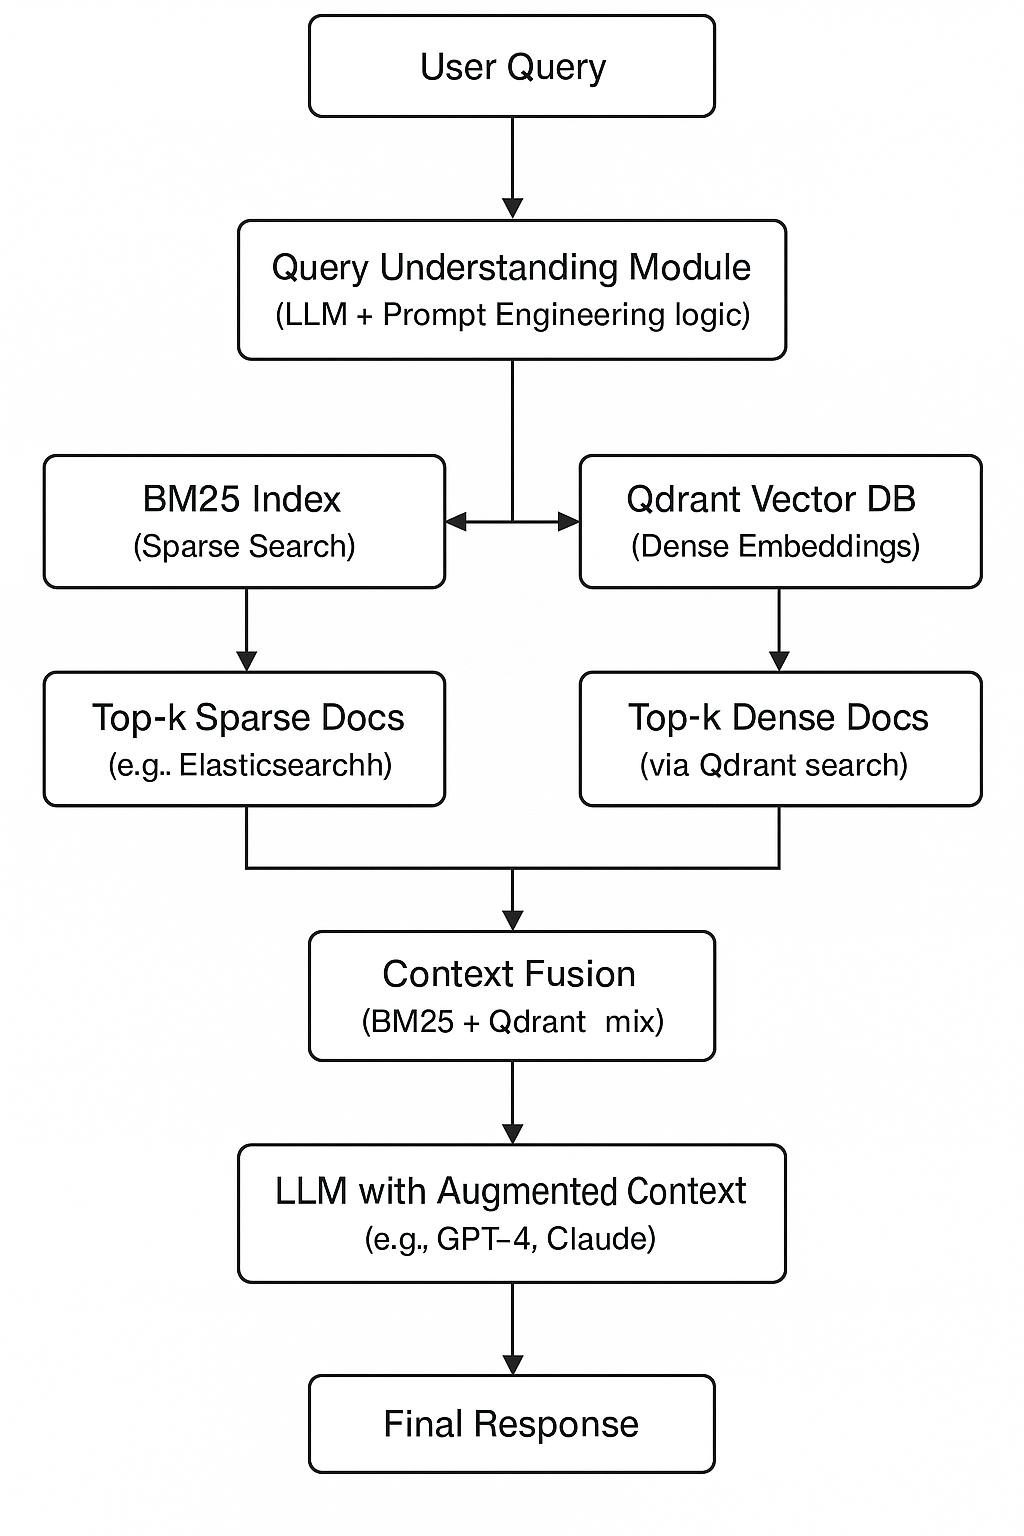 User Query
Query Understanding Module
(LLM + Prompt Engineering logic)
BM25 Index
(Sparse Search)
Qdrant Vector DB
(Dense Embeddings)
Top-k Sparse Docs
(e.g.. Elasticsearchh)
Top-k Dense Docs
(via Qdrant search)
Context Fusion
(BM25 + Qdrant mix)
LLM with Augmented Context
(e.g., GPT-4, Claude)
Final Response